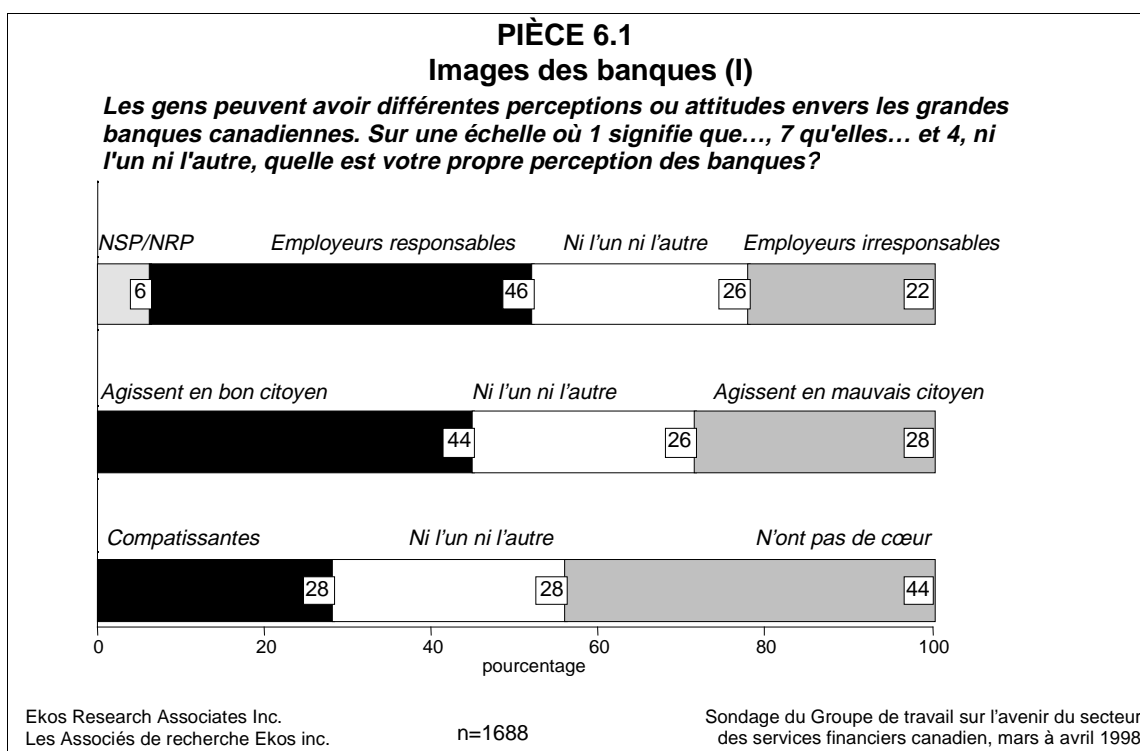 PIÈCE 6.1
Images des banques (I)
Les gens peuvent avoir différentes perceptions ou attitudes envers les grandes
banques canadiennes. Sur une échelle où 1 signifie que..., 7 qu'elles... et 4, ni
l'un ni l'autre, quelle est votre propre perception des banques?
NSP/NRP Employeurs responsables Ni l'un ni l'autre Employeurs irresponsables
6 46 26 22
Agissent en bon citoyen Ni l'un ni l'autre Agissent en mauvais citoyen
44 26 28
Compatissantes Ni l'un ni l'autre N'ont pas de cœur
28 28 44
0 20 40 60 80 100
pourcentage
Ekos Research Associates Inc.
Les Associés de recherche Ekos inc.
n=1688
Sondage du Groupe de travail sur l'avenir du secteur
des services financiers canadien, mars à avril 1998